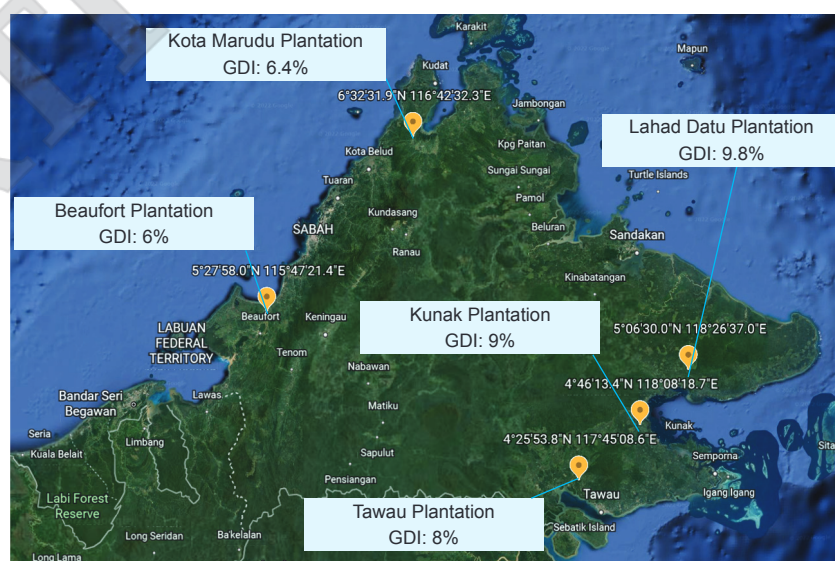 Karakit
Kota Marudu Plantation
GDI: 6.4%
Mapun
Kudat
6°32'31.9"N 116°42'32.3"E
Jambongan
Lahad Datu Plantation
GDI: 9.8%
Kota Belud
Kpg Paitan
Sungai Sungai
Turtle Islands
Tuaran
Pamol
Beaufort Plantation
GDI: 6%
Kundasang
SABAH
Beluran
Sandakan
Ranau
5°27'58.0"N 115°47'21.4"E
Kinabatangan
Kunak Plantation
GDI: 9%
Beaufort
Keningau
LABUAN
FEDERAL
TERRITORY
5°06'30.0"N 118°26'37.0"E
Tenom
Nabawan
4°46'13.4"N 118°08'18.7"E
Bandar Seri
Begawan
Lawas
Matiku
Kunak
Seria
Limbang
4°25'53.8"N 117°45'08.6"E
Kuala Belait
Sapulut
Semporna
Sita
Pensiangan
Labi Forest
Reserve
Tawau
Igang Igang
Tawau Plantation
GDI: 8%
Sebatik Island
Long Seridan
Ba'kelalan
Long Lama